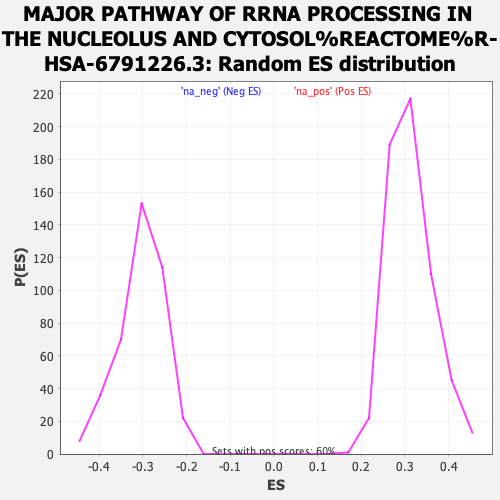 MAJOR PATHWAY OF RRNA PROCESSING IN
THE NUCLEOLUS AND CYTOSOL%REACTOME%R-
HSA-6791226.3: Random ES distribution
'na_neg' (Neg ES) 'na_pos' (Pos ES)
220
200
180
160
140
120
100
80
60
40
20
0
P(ES)
Sets with pos scores: 60%
-0.4 -0.3 -0.2 -0.1 0.0 0.1 0.2 0.3 0.4
ES